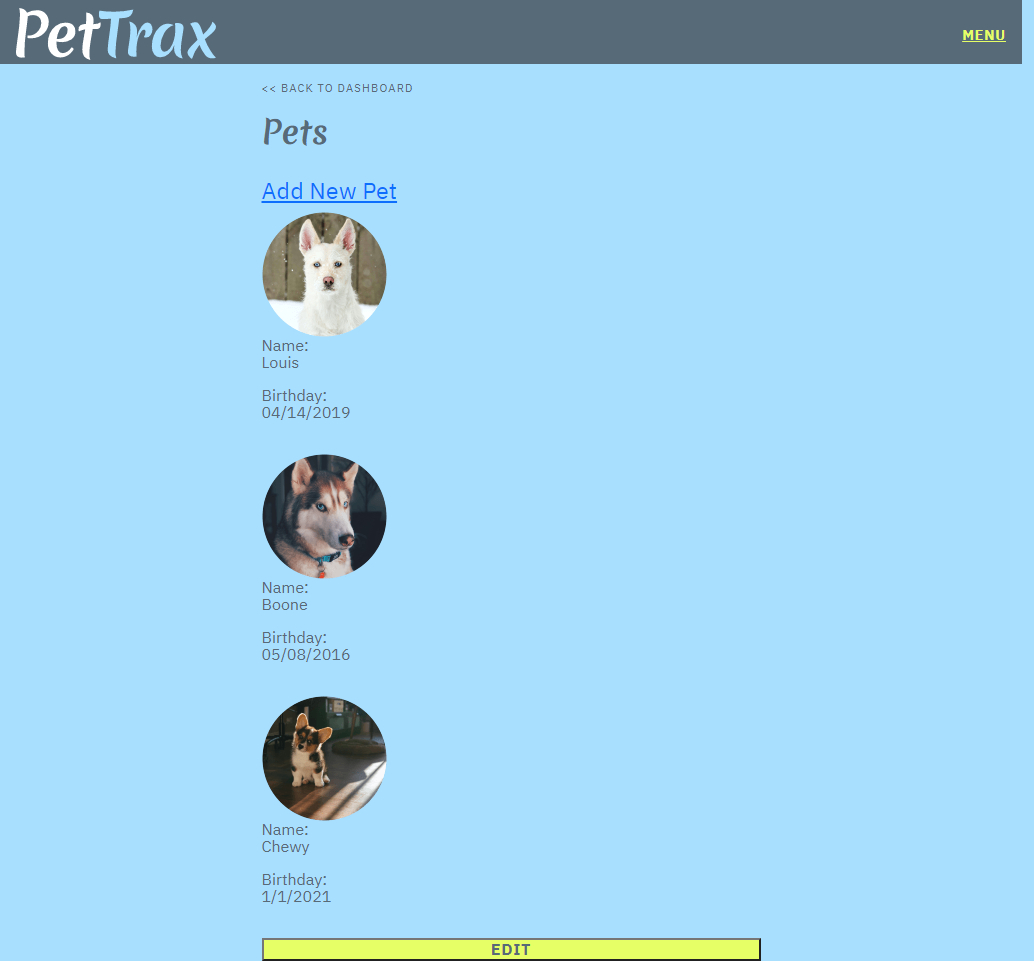 PetTrax
MENU
<< BACK TO DASHBOARD
Pets
Add New Pet
Name:
Louis
Birthday:
04/14/2019
Name:
Boone
Birthday:
05/08/2016
Name:
Chewy
Birthday:
1/1/2021
EDIT